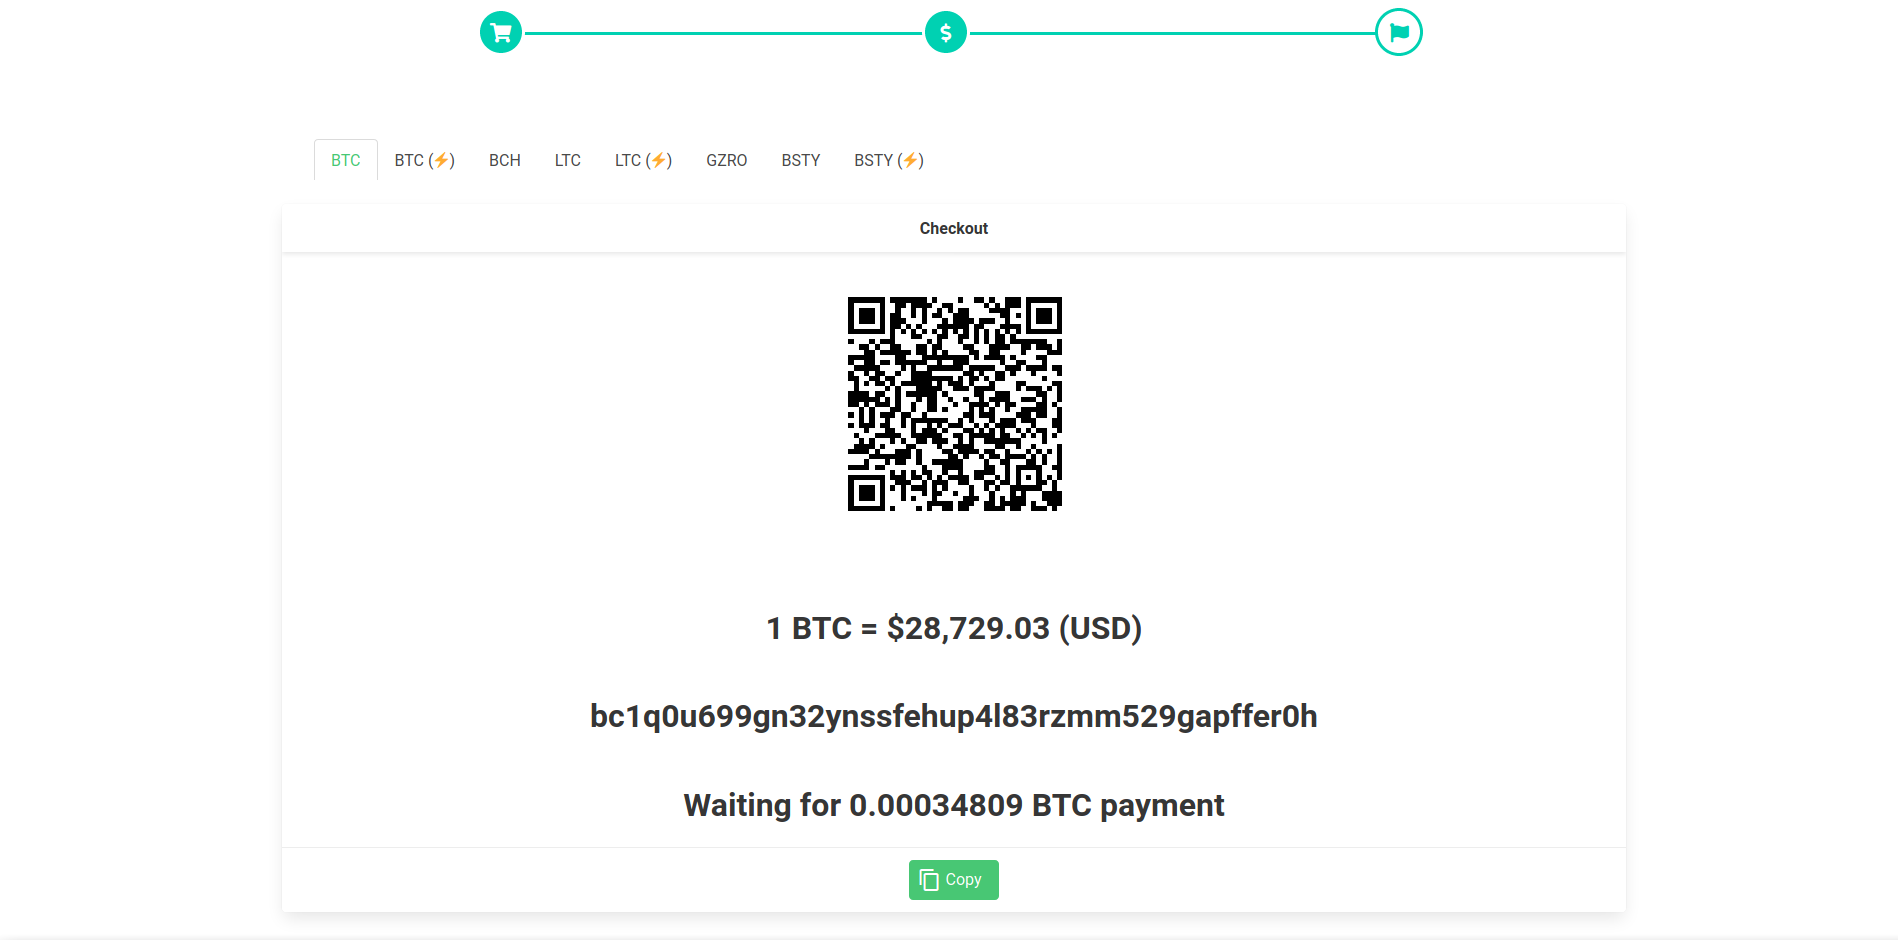 BTC BTC (⚡) BCH LTC LTC (⚡) GZRO BSTY BSTY (⚡)
Checkout
1 BTC = $28,729.03 (USD)
bc1q0u699gn32ynssfehup4l83rzmm529gapffer0h
Waiting for 0.00034809 BTC payment
Copy